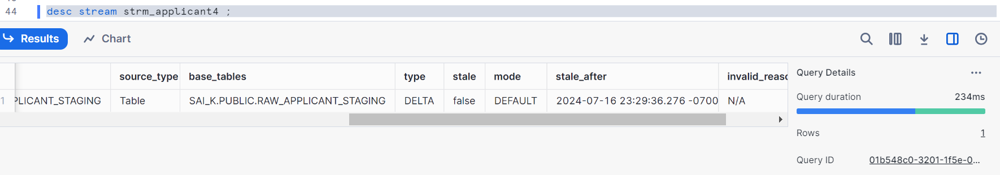 44 desc stream strm_applicant4 ;
Results Chart
source_type base_tables type stale mode stale_after invalid_reaso
1 PLICANT_STAGING Table SAI_K.PUBLIC.RAW_APPLICANT_STAGING DELTA false DEFAULT 2024-07-16 23:29:36.276 -0700 N/A
Query Details ...
Query duration 234ms
Rows 1
Query ID 01b548c0-3201-1f5e-0...